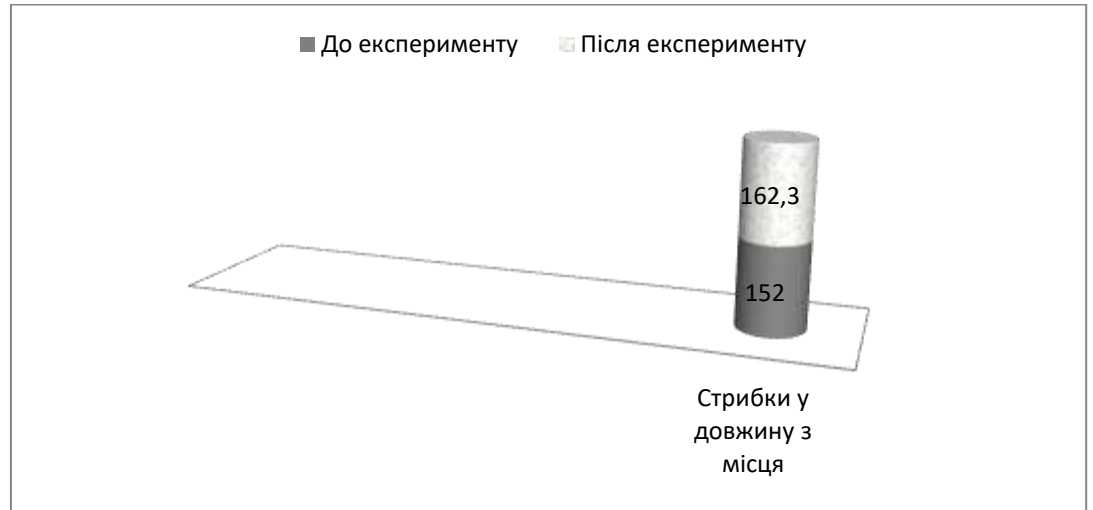 До експерименту Після експерименту
162,3
152
Стрибки у
довжину з
місця